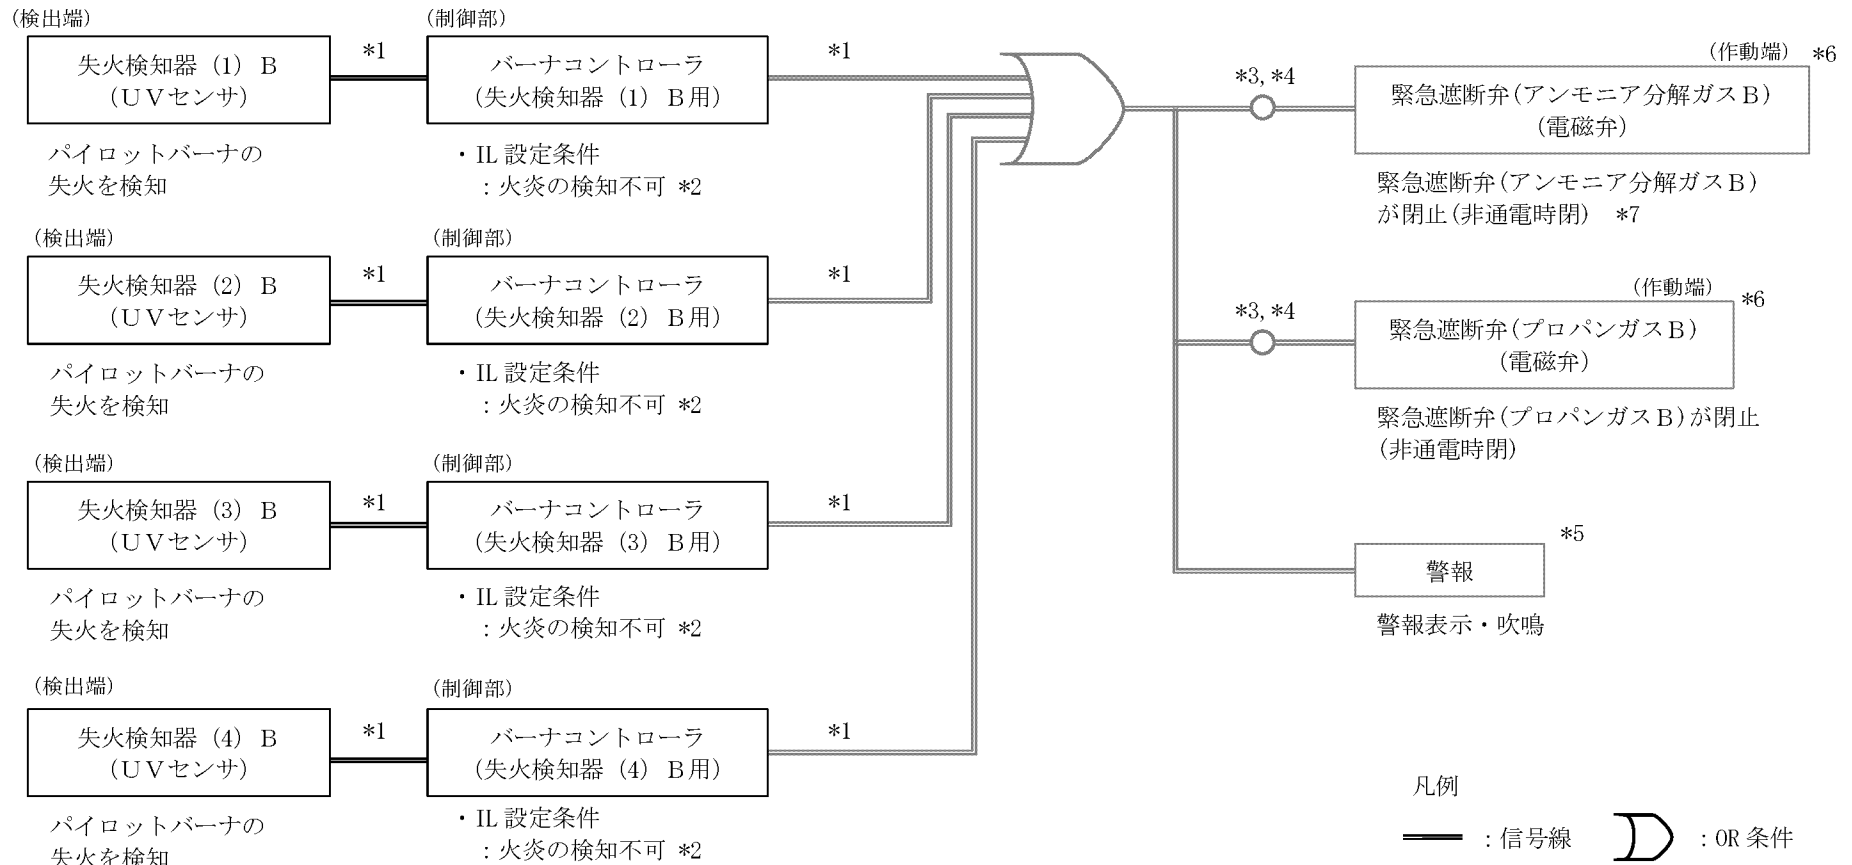 (検出端)
失火検知器 (1) B
(UVセンサ)
パイロットバーナの
失火を検知
*1
(制御部)
バーナコントローラ
(失火検知器 (1) B用)
・IL 設定条件
:火炎の検知不可 *2
*1
(検出端)
失火検知器 (2) B
(UVセンサ)
パイロットバーナの
失火を検知
*1
(制御部)
バーナコントローラ
(失火検知器 (2) B用)
・IL 設定条件
:火炎の検知不可 *2
*1
(検出端)
失火検知器 (3) B
(UVセンサ)
パイロットバーナの
失火を検知
*1
(制御部)
バーナコントローラ
(失火検知器 (3) B用)
・IL 設定条件
:火炎の検知不可 *2
*1
(検出端)
失火検知器 (4) B
(UVセンサ)
パイロットバーナの
失火を検知
*1
(制御部)
バーナコントローラ
(失火検知器 (4) B用)
・IL 設定条件
:火炎の検知不可 *2
*1
*3, *4
(作動端) *6
緊急遮断弁(アンモニア分解ガスB)
(電磁弁)
緊急遮断弁(アンモニア分解ガスB)
が閉止(非通電時閉) *7
*3, *4
(作動端) *6
緊急遮断弁(プロパンガスB)
(電磁弁)
緊急遮断弁(プロパンガスB)が閉止
(非通電時閉)
*5
警報
警報表示・吹鳴
凡例
:信号線
:OR 条件